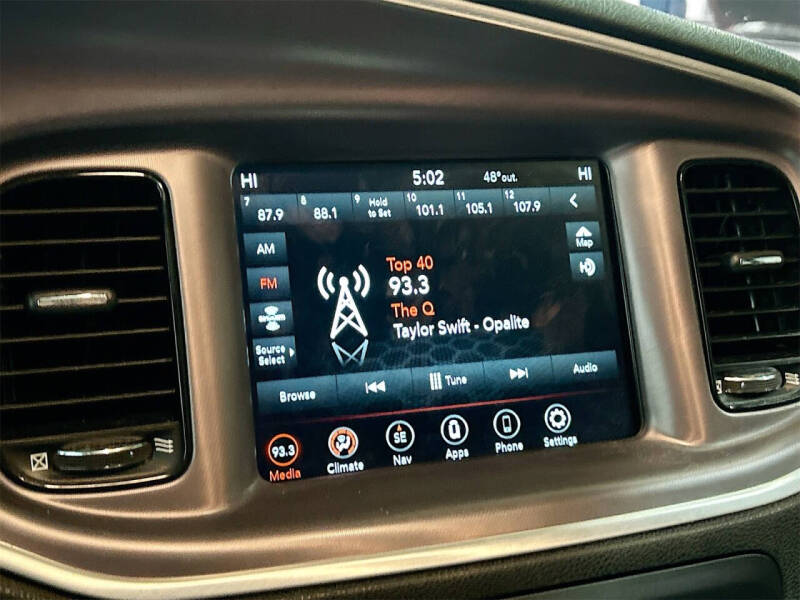 HI 5:02 48°out. HI
7 87.9 8 88.1 9 Hold to Set 10 101.1 11 105.1 12 107.9
AM
Map
FM
Top 40
93.3
The Q
SiriusXM
Taylor Swift - Opalite
Source
Select
Browse Tune Audio
93.3 SE
Media Climate Nav Apps Phone Settings